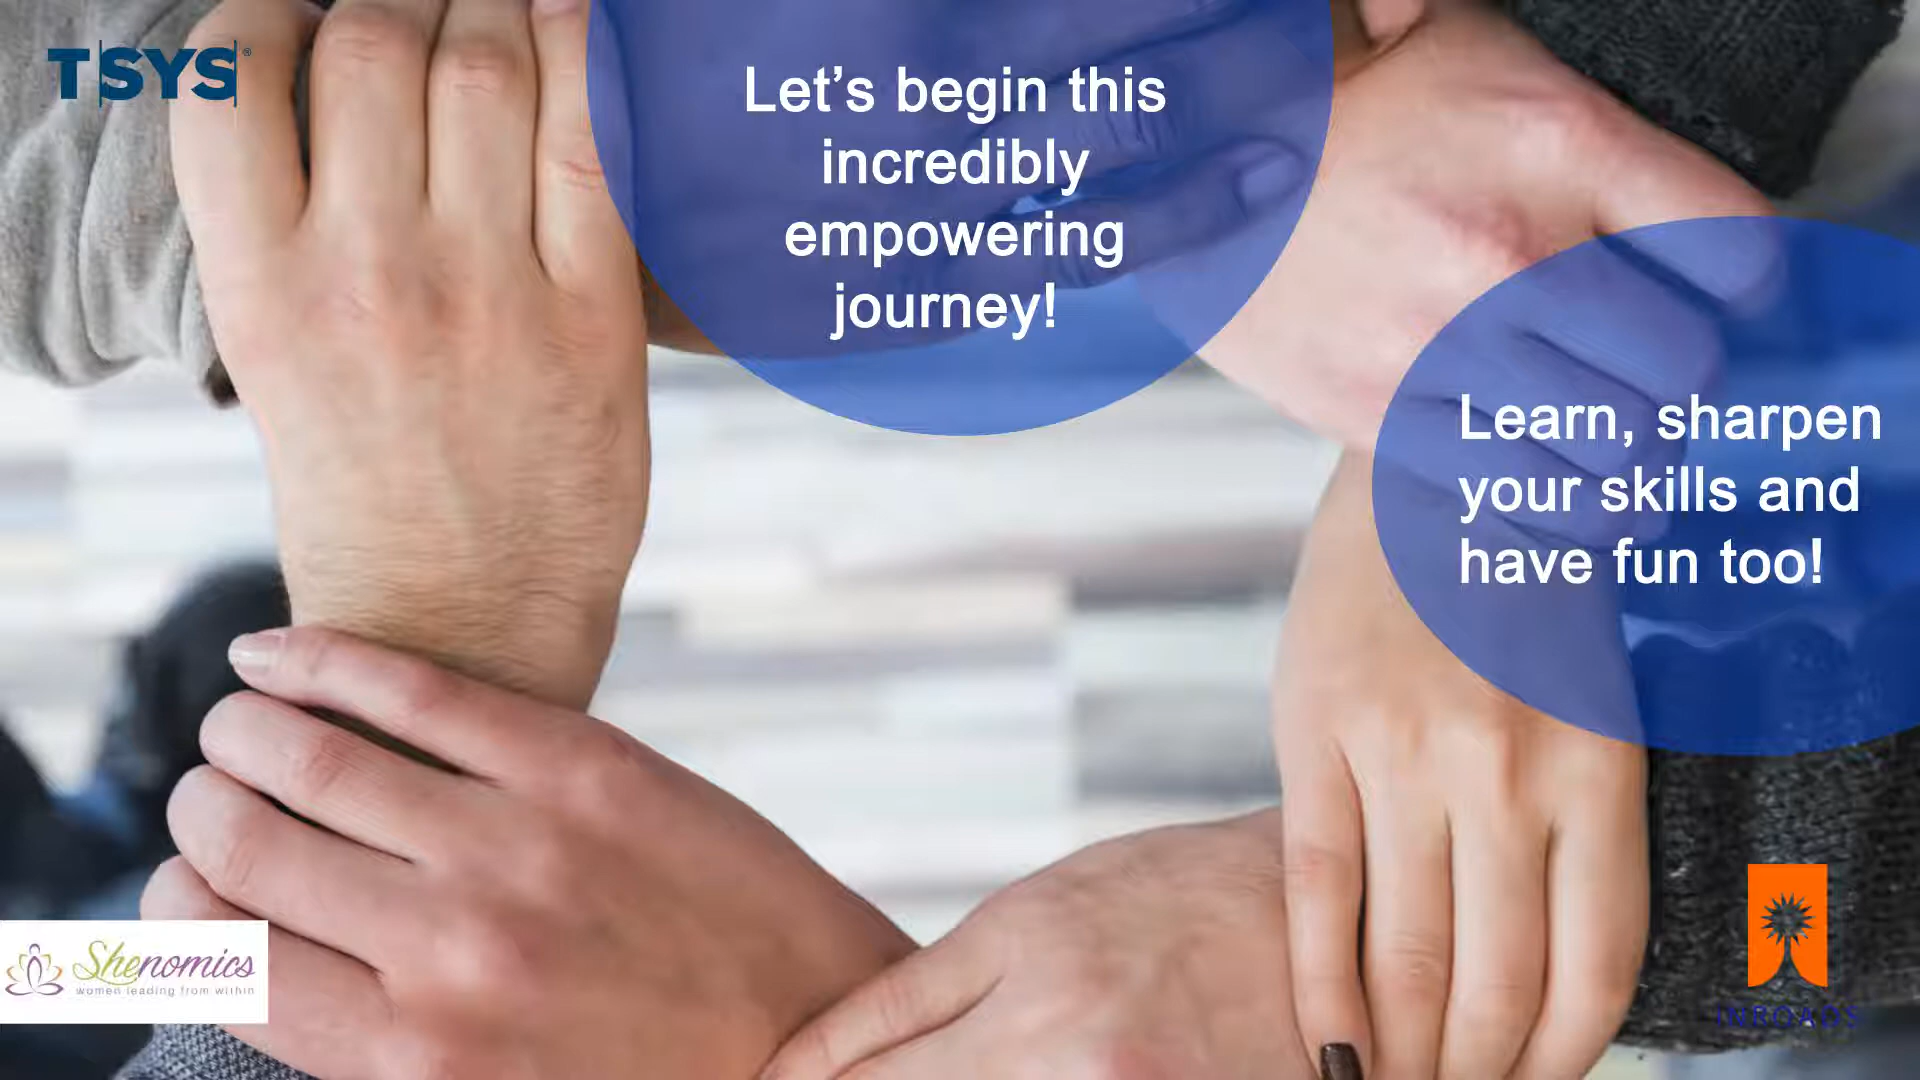 TSYS®
Let’s begin this
incredibly
empowering
journey!
Learn, sharpen
your skills and
have fun too!
Shenomics
women leading from within
INROADS